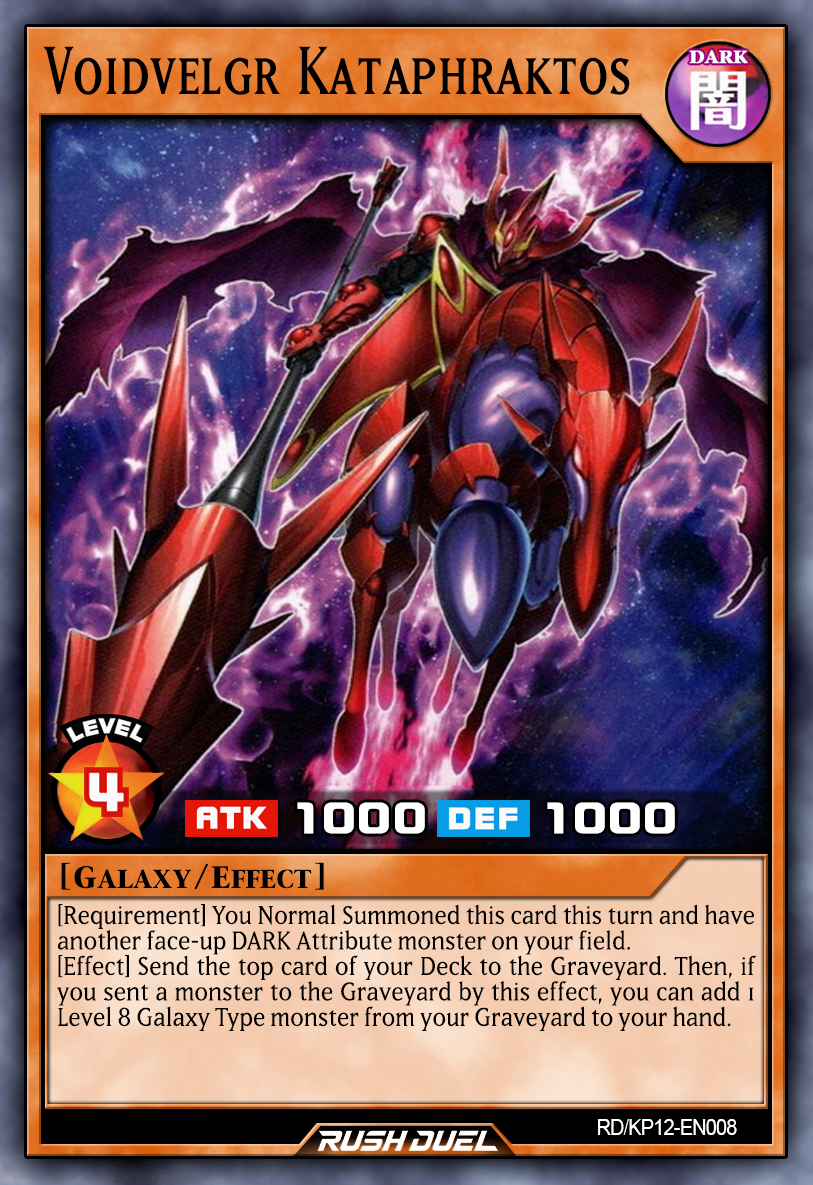 Voidvelgr Kataphraktos
DARK
闇
LEVEL
4
ATK 1000 DEF 1000
[Galaxy/Effect]
[Requirement] You Normal Summoned this card this turn and have
another face-up DARK Attribute monster on your field.
[Effect] Send the top card of your Deck to the Graveyard. Then, if
you sent a monster to the Graveyard by this effect, you can add 1
Level 8 Galaxy Type monster from your Graveyard to your hand.
RD/KP12-EN008
RUSH DUEL